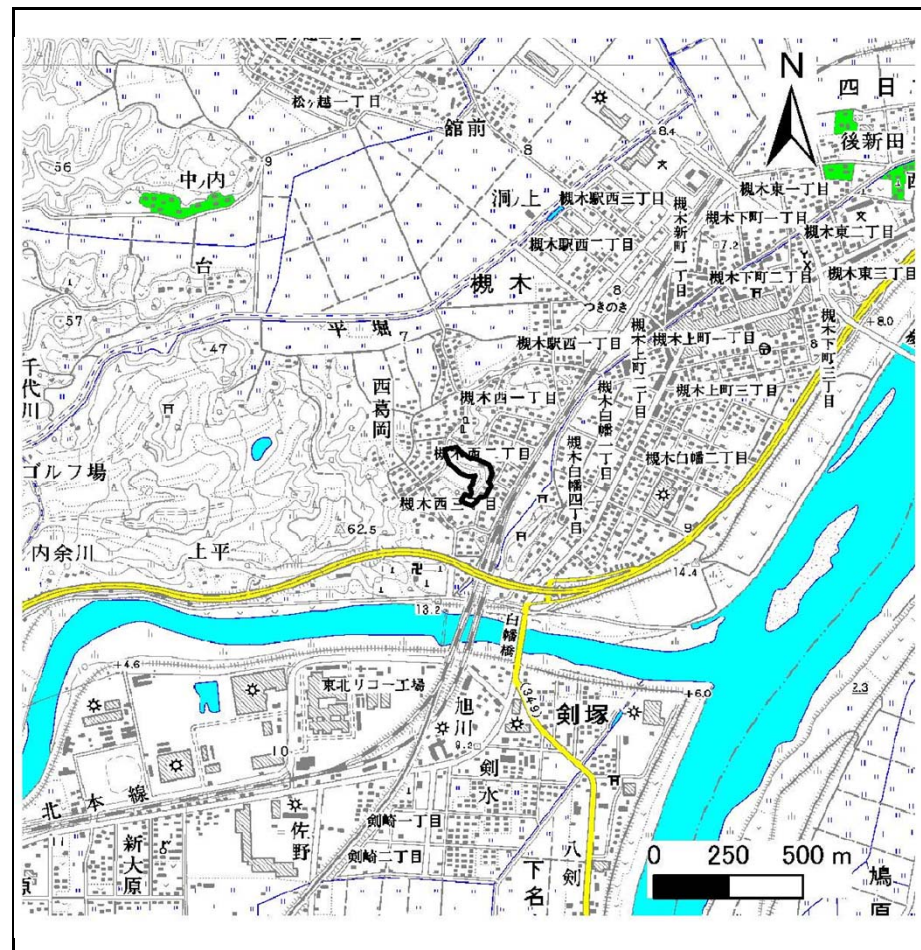 松ヶ越一丁目
舘前
8
8.4
N
四日
後新田
56
中ノ内
9
台
槻木駅西三丁目
槻木駅西二丁目
槻木新町一丁目
槻木東一丁目
槻木下町一丁目
槻木東二丁目
7.2
槻木下町二丁目
槻木東三丁目
57
47
槻木
8
つきのき
平堀
7
槻木駅西一丁目
槻木上町一丁目
槻木上町二丁目
槻木下町三丁目
8
+8.0
千代川
西葛岡
槻木西一丁目
槻木上町三丁目
槻木白幡一丁目
槻木西二丁目
槻木白幡二丁目
槻木白幡四丁目
ゴルフ場
槻木西三丁目
62.5
9
内余川
上平
14.4
13.2
白幡橋
+4.6
東北リコー工場
旭川
9.2
(349)
剣塚
+6.0
2.3
10
剣水
北本線
佐野
剣崎一丁目
剣崎二丁目
八剣
新大原
原
11
下名
0 250 500 m
鳩原